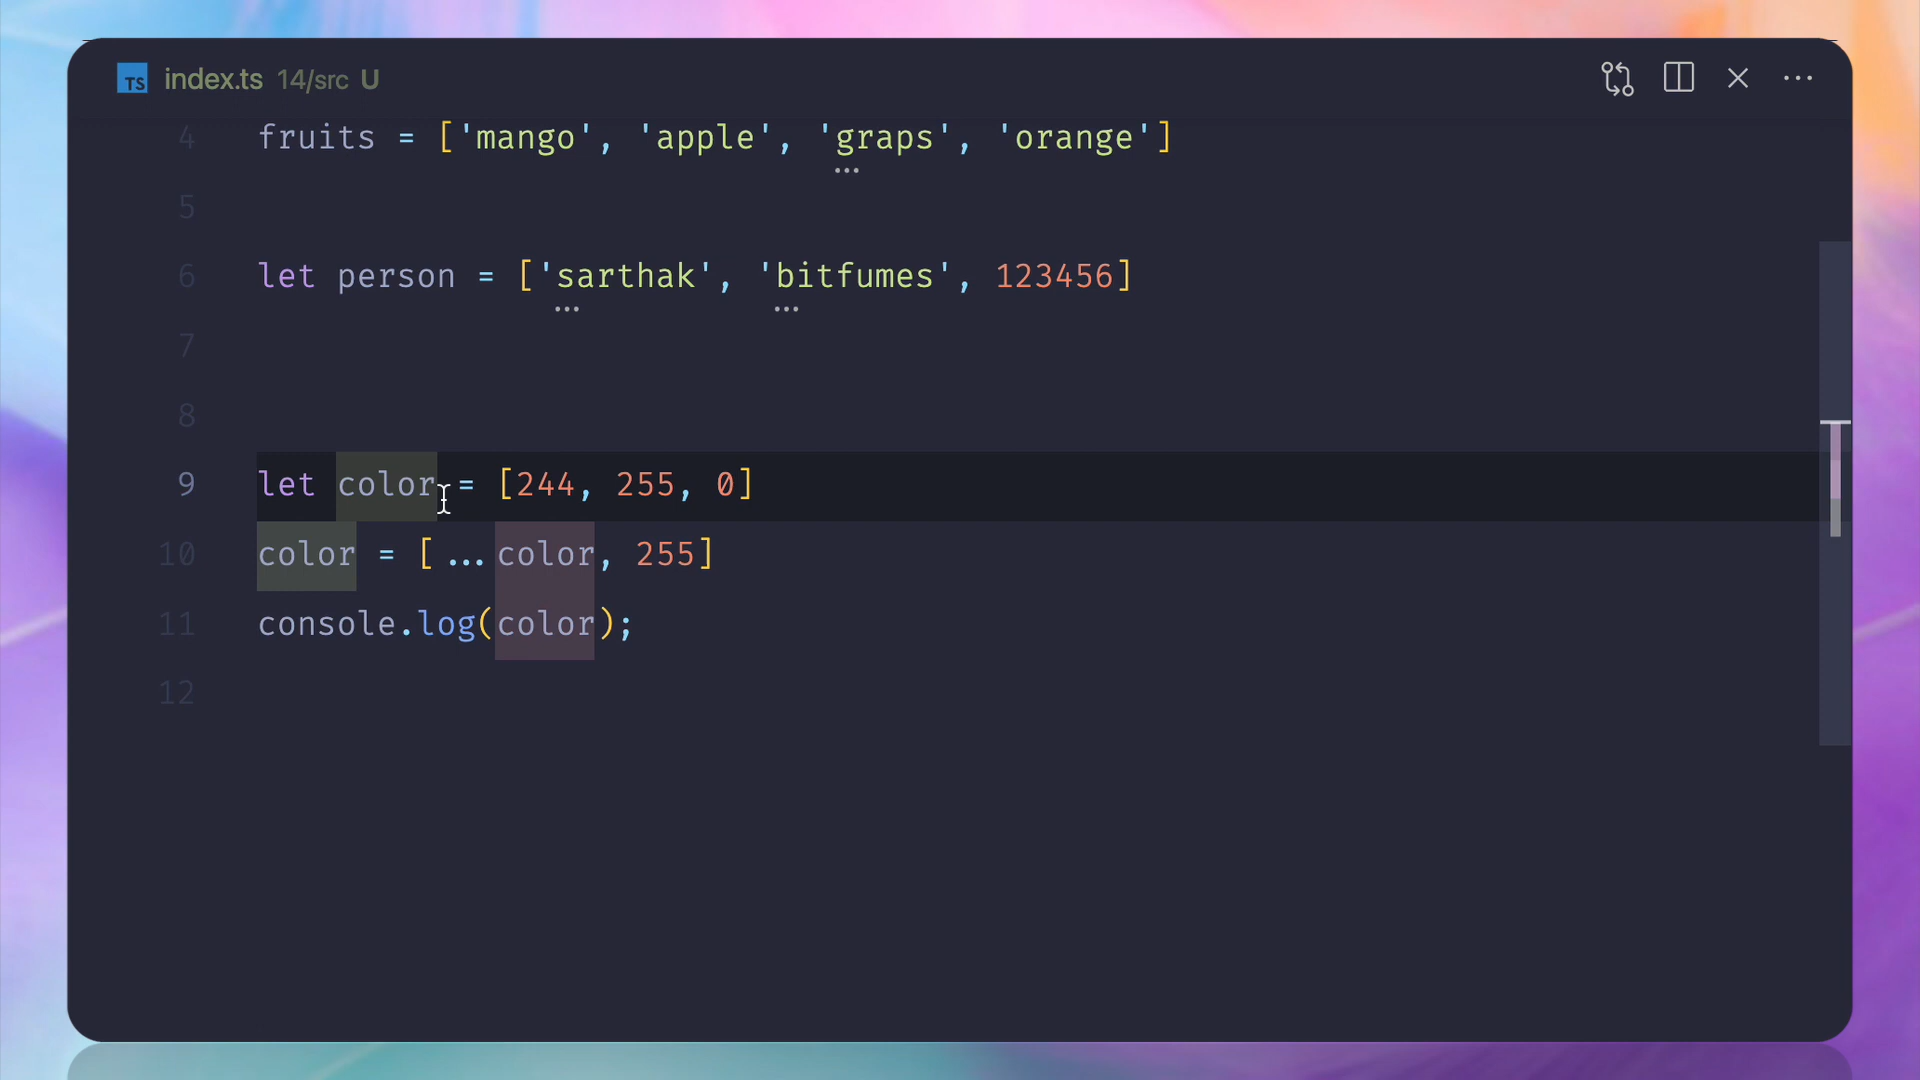 TS index.ts 14/src U
4 fruits = ['mango', 'apple', 'graps', 'orange']
5
6 let person = ['sarthak', 'bitfumes', 123456]
7
8
9 let color = [244, 255, 0]
10 color = [...color, 255]
11 console.log(color);
12